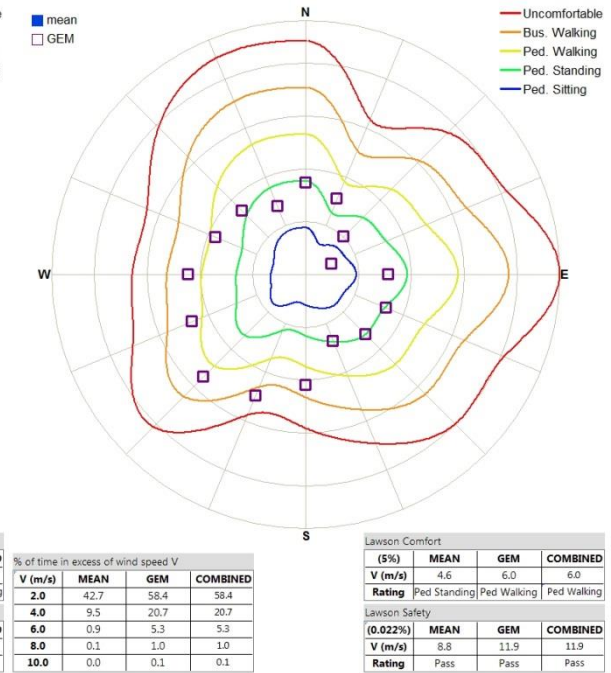 N
mean
GEM
Uncomfortable
Bus. Walking
Ped. Walking
Ped. Standing
Ped. Sitting
W
E
S
% of time in excess of wind speed V
V (m/s) MEAN GEM COMBINED
2.0 42.7 58.4 58.4
4.0 9.5 20.7 20.7
6.0 0.9 5.3 5.3
8.0 0.1 1.0 1.0
10.0 0.0 0.1 0.1
Lawson Comfort
(5%) MEAN GEM COMBINED
V (m/s) 4.6 6.0 6.0
Rating Ped Standing Ped Walking Ped Walking
Lawson Safety
(0.022%) MEAN GEM COMBINED
V (m/s) 8.8 11.9 11.9
Rating Pass Pass Pass